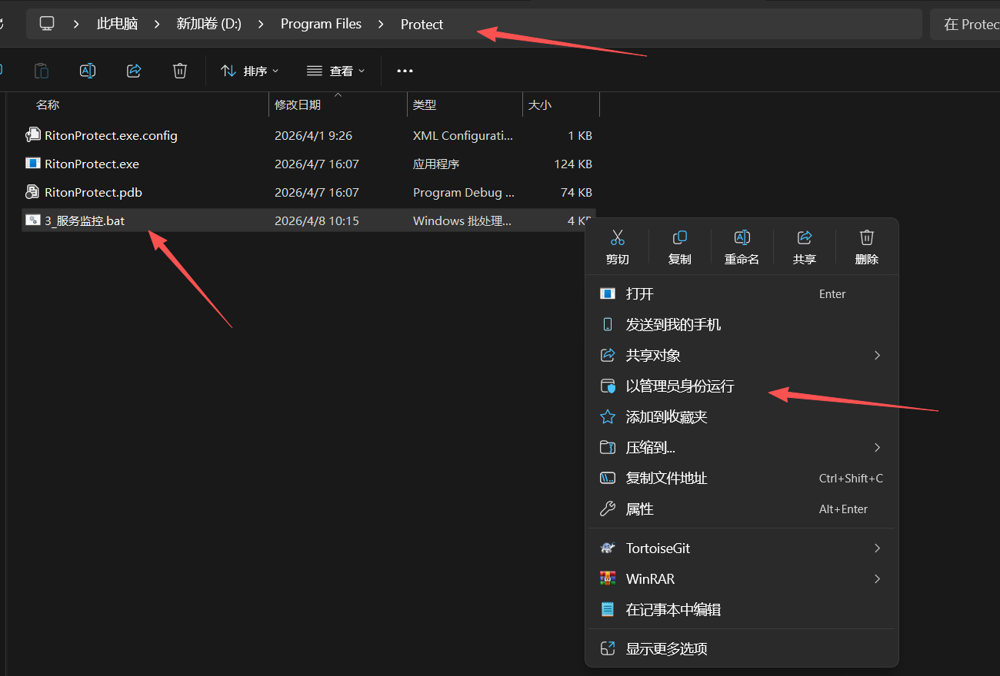 此电脑 新加卷 (D:) Program Files Protect 在 Protec
排序 查看
名称 修改日期 类型 大小
RitonProtect.exe.config 2026/4/1 9:26 XML Configurati... 1 KB
RitonProtect.exe 2026/4/7 16:07 应用程序 124 KB
RitonProtect.pdb 2026/4/7 16:07 Program Debug ... 74 KB
3_服务监控.bat 2026/4/8 10:15 Windows 批处理... 4 KB
剪切 复制 重命名 共享 删除
打开 Enter
发送到我的手机
共享对象
以管理员身份运行
添加到收藏夹
压缩到...
复制文件地址 Ctrl+Shift+C
属性 Alt+Enter
TortoiseGit
WinRAR
在记事本中编辑
显示更多选项